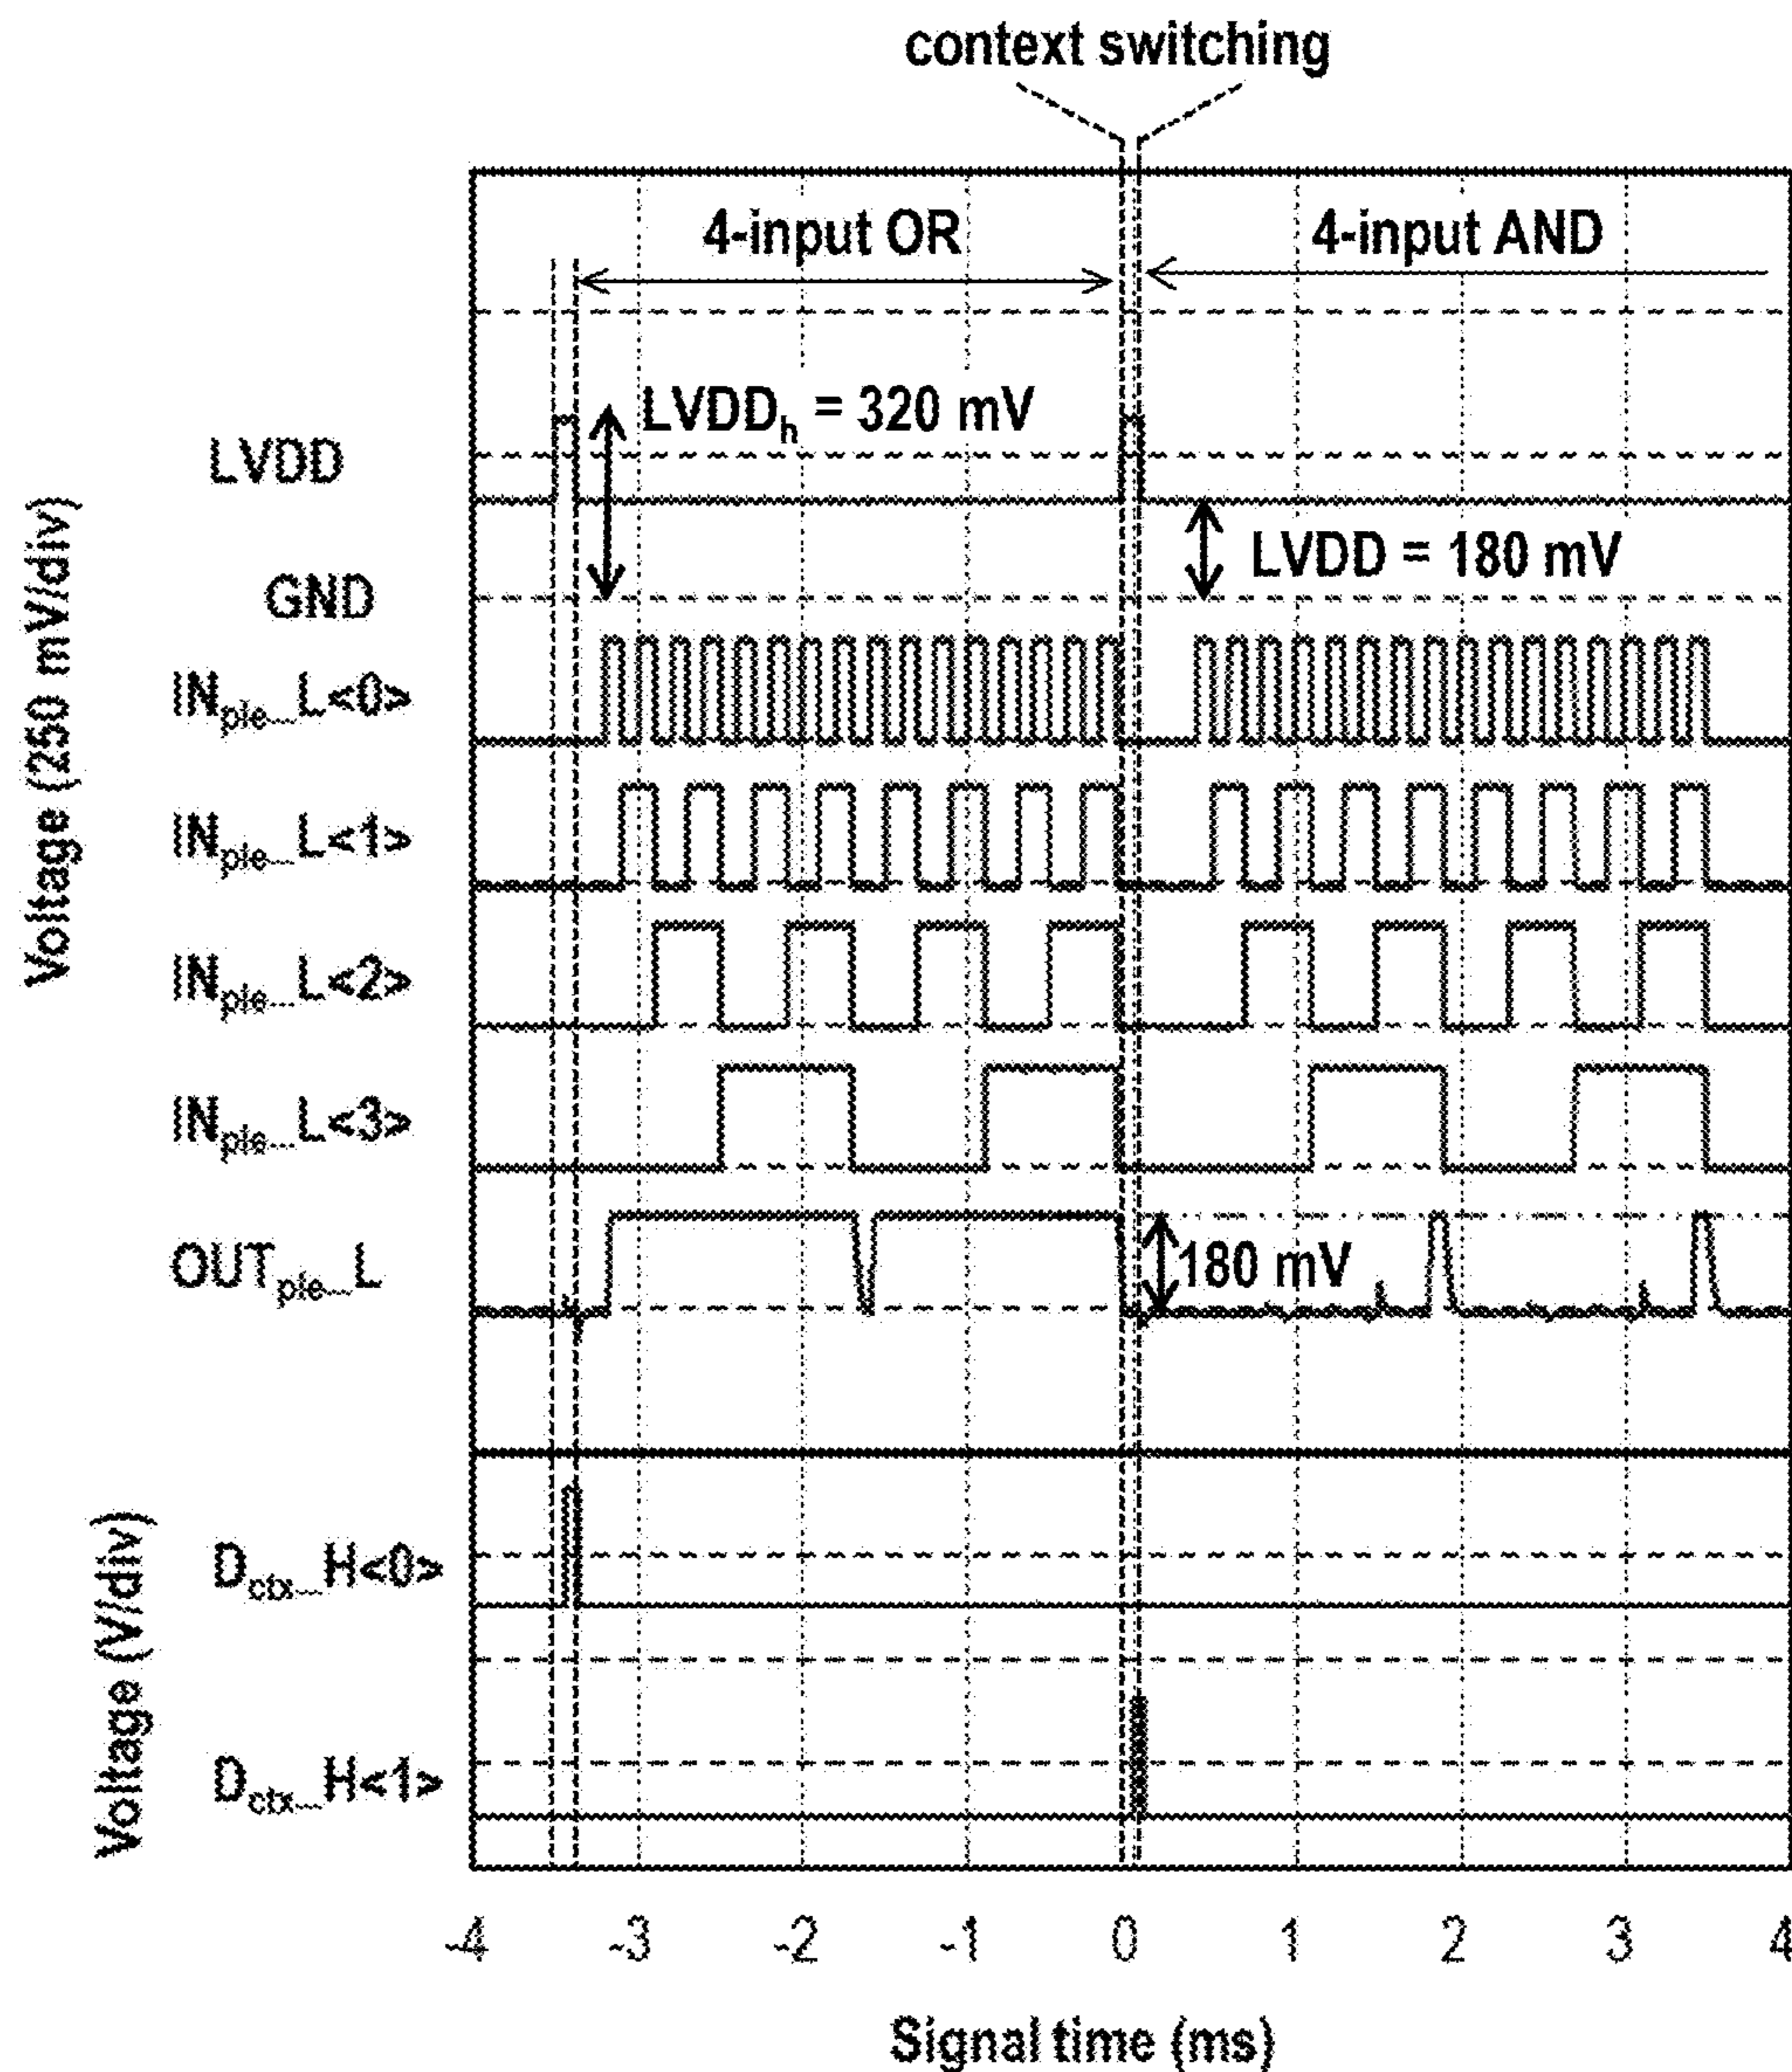 context switching
4-input OR
4-input AND
LVDDh = 320 mV
LVDD
LVDD = 180 mV
GND
INple_L<0>
INple_L<1>
INple_L<2>
INple_L<3>
OUTple_L
180 mV
Voltage (250 mV/div)
Dctx_H<0>
Dctx_H<1>
Voltage (V/div)
-4 -3 -2 -1 0 1 2 3 4
Signal time (ms)